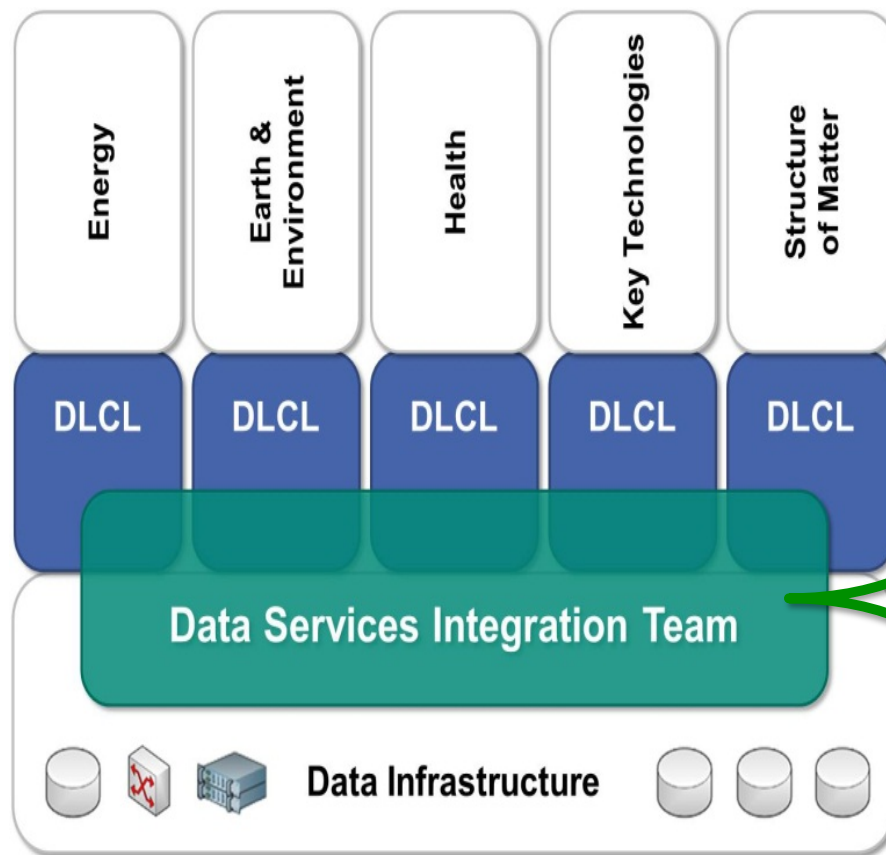 Energy
Earth &
Environment
Health
Key Technologies
Structure
of Matter
DLCL
DLCL
DLCL
DLCL
DLCL
Data Services Integration Team
Data Infrastructure